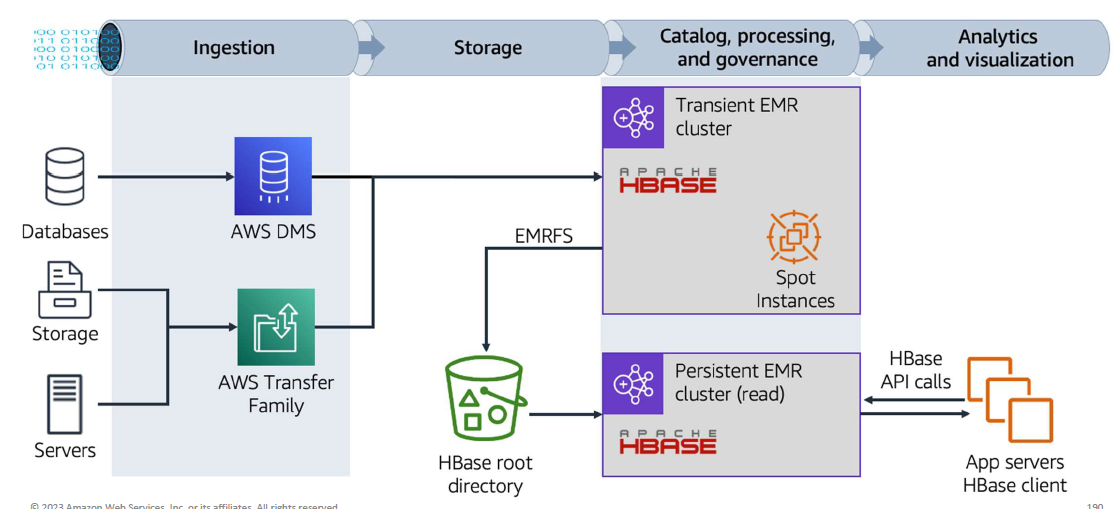 Ingestion
Storage
Catalog, processing,
and governance
Analytics
and visualization
Transient EMR
cluster
APACHE
HBASE
Databases
AWS DMS
EMRFS
Spot
Instances
Storage
AWS Transfer
Family
Servers
HBase root
directory
Persistent EMR
cluster (read)
APACHE
HBASE
HBase
API calls
App servers
HBase client
© 2023 Amazon Web Services, Inc. or its affiliates. All rights reserved.
190